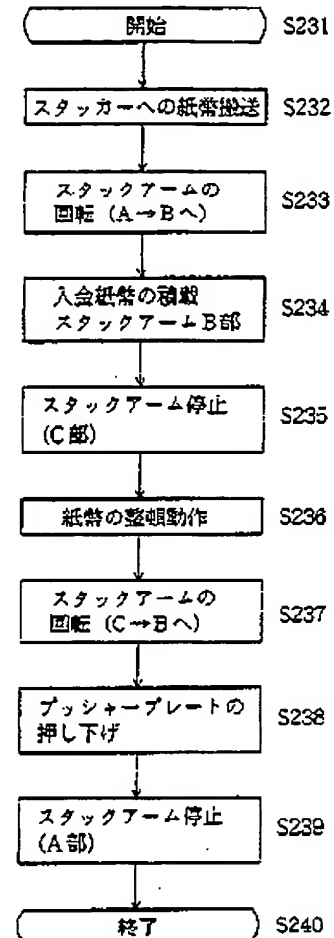 開始 S231
スタッカーへの紙幣搬送 S232
スタックアームの
回転 (A→Bへ) S233
入金紙幣の積載
スタックアームB部 S234
スタックアーム停止
(C部) S235
紙幣の整頓動作 S236
スタックアームの
回転 (C→Bへ) S237
プッシャープレートの
押し下げ S238
スタックアーム停止
(A部) S239
終了 S240